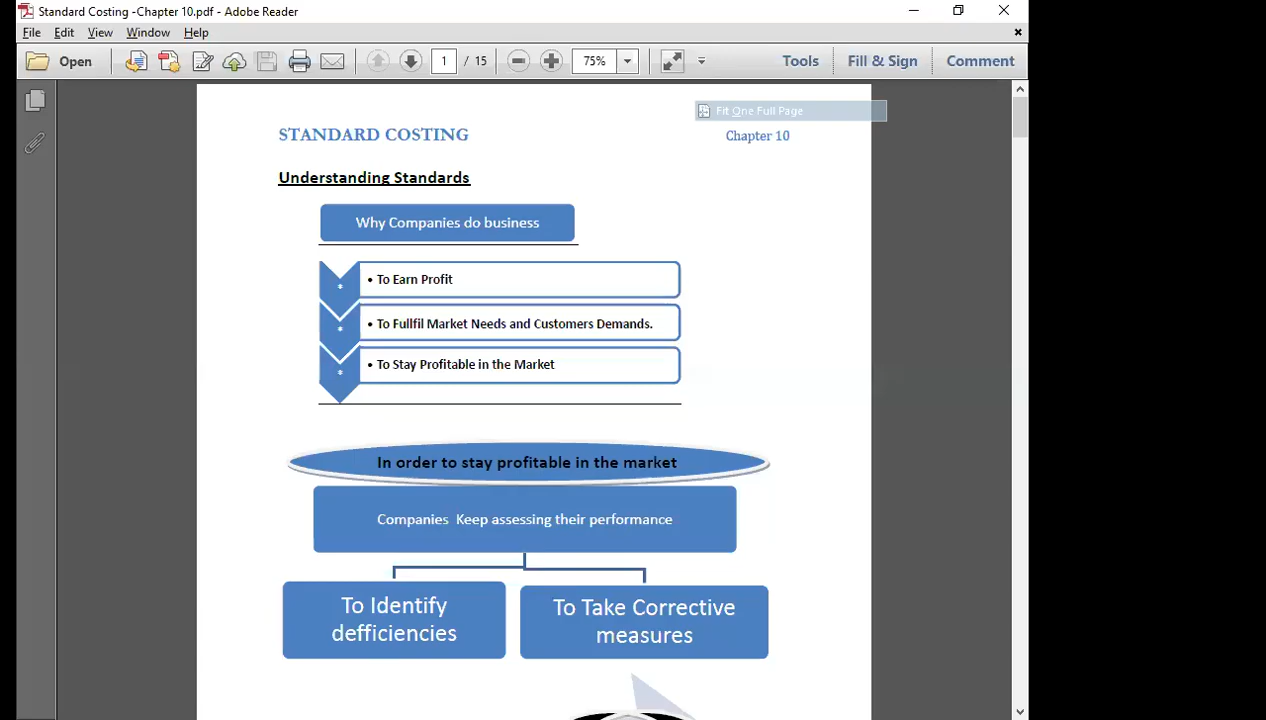 Standard Costing -Chapter 10.pdf - Adobe Reader
File Edit View Window Help
Open 1 / 15 75% Tools Fill & Sign Comment
Fit One Full Page
STANDARD COSTING Chapter 10
Understanding Standards
Why Companies do business
• To Earn Profit
• To Fullfil Market Needs and Customers Demands.
• To Stay Profitable in the Market
In order to stay profitable in the market
Companies Keep assessing their performance
To Identify
defficiencies
To Take Corrective
measures